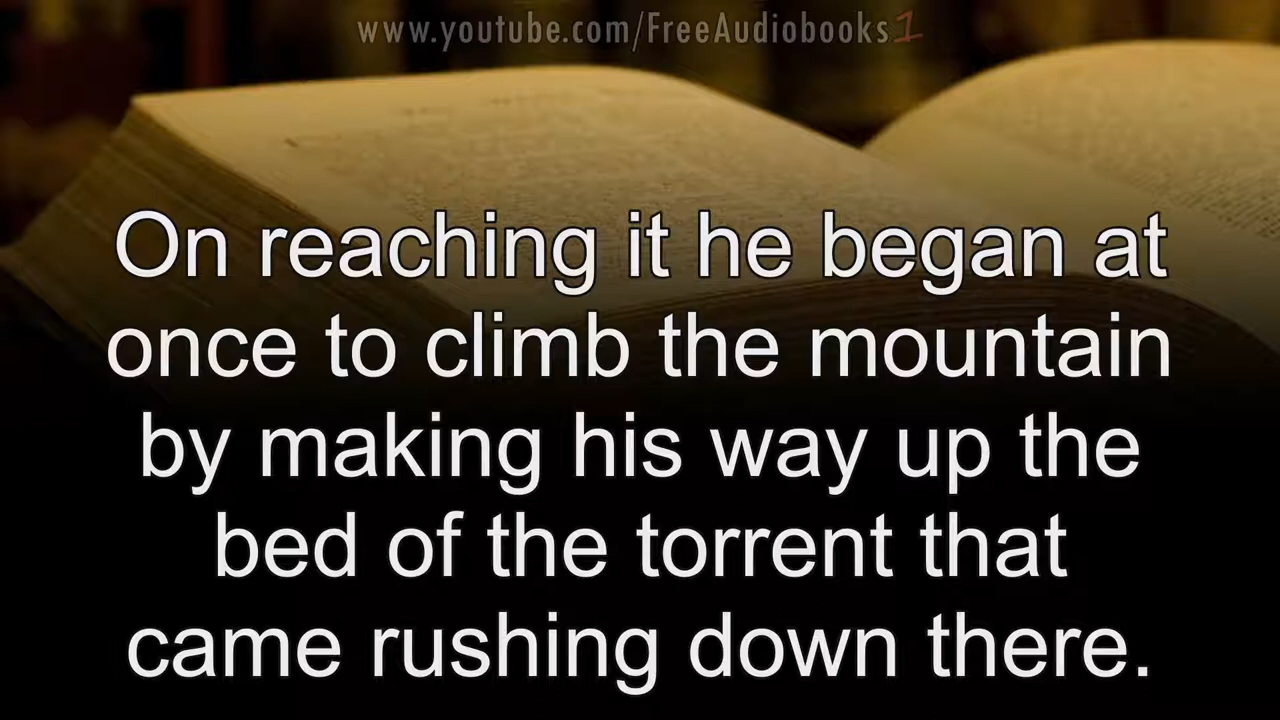 www.youtube.com/FreeAudiobooks1
On reaching it he began at
once to climb the mountain
by making his way up the
bed of the torrent that
came rushing down there.